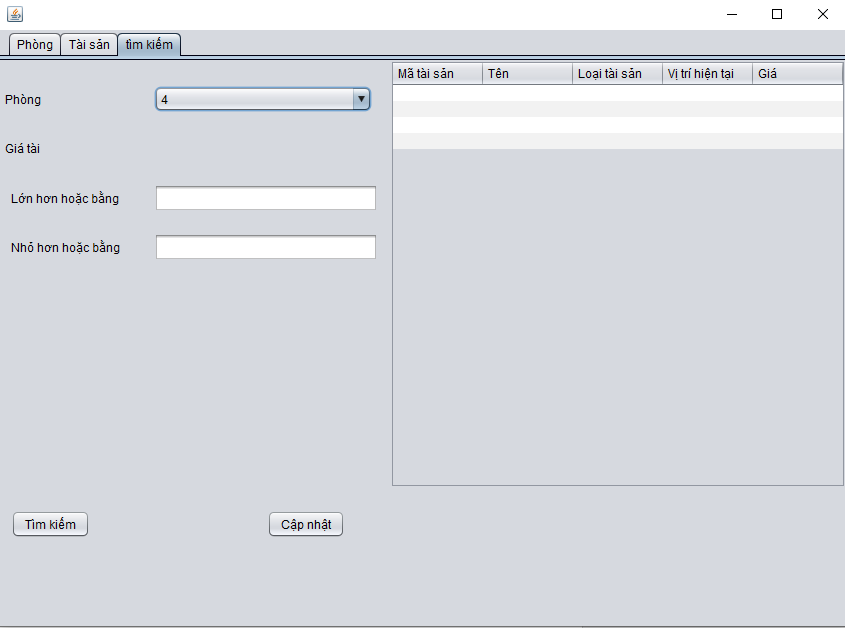 Phòng Tài sản tìm kiếm
Mã tài sản Tên Loại tài sản Vị trí hiện tại Giá
Phòng 4
Giá tài
Lớn hơn hoặc bằng
Nhỏ hơn hoặc bằng
Tìm kiếm Cập nhật